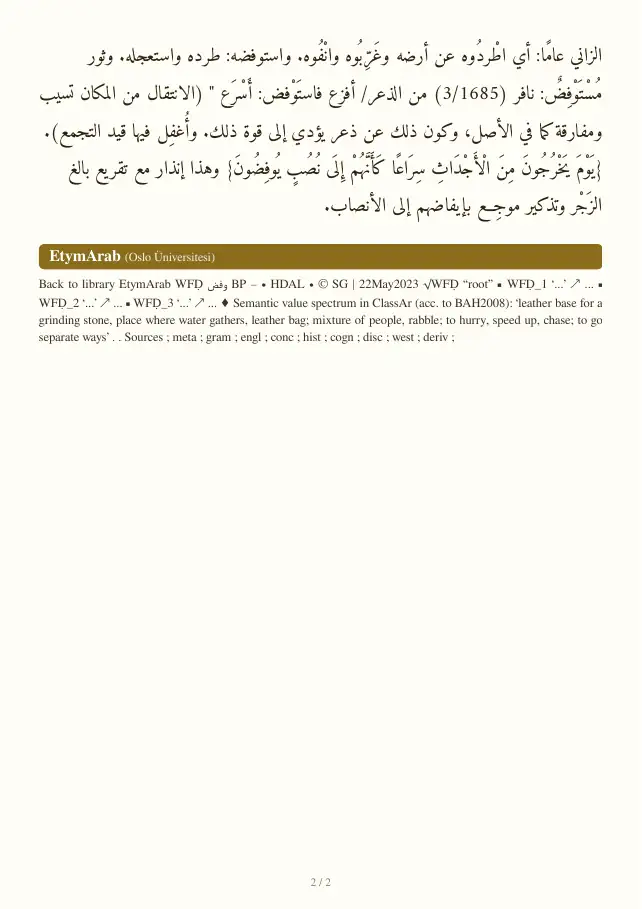 الزاني عامًا: أي اطْردُوه عن أرضه وغَرِّبُوه وانْفُوه. واستوفضه: طرده واستعجله. وثور
مُسْتَوْفِضٌ: نافر (3/1685) من الذعر/ أفزع فاستَوْفض: أَسْرَع " (الانتقال من المكان تسيب
ومفارقة كما في الأصل، وكون ذلك عن ذعر يؤدي إلى قوة ذلك. وأُغفِل فيها قيد التجمع).
{يَوْمَ يَخْرُجُونَ مِنَ الْأَجْدَاثِ سِرَاعًا كَأَنَّهُمْ إِلَى نُصُبٍ يُوفِضُونَ} وهذا إنذار مع تقريع بالغ
الزَجْر وتذكير موجِع بإيفاضهم إلى الأنصاب.
EtymArab (Oslo Üniversitesi)
Back to library EtymArab WFḌ وفض BP – • HDAL • © SG | 22May2023 √WFḌ “root” ▪ WFḌ_1 ‘...’ ↗ ... ▪
WFḌ_2 ‘...’ ↗ ... ▪ WFḌ_3 ‘...’ ↗ ... ♦ Semantic value spectrum in ClassAr (acc. to BAH2008): ‘leather base for a
grinding stone, place where water gathers, leather bag; mixture of people, rabble; to hurry, speed up, chase; to go
separate ways’ . . Sources ; meta ; gram ; engl ; conc ; hist ; cogn ; disc ; west ; deriv ;
2 / 2